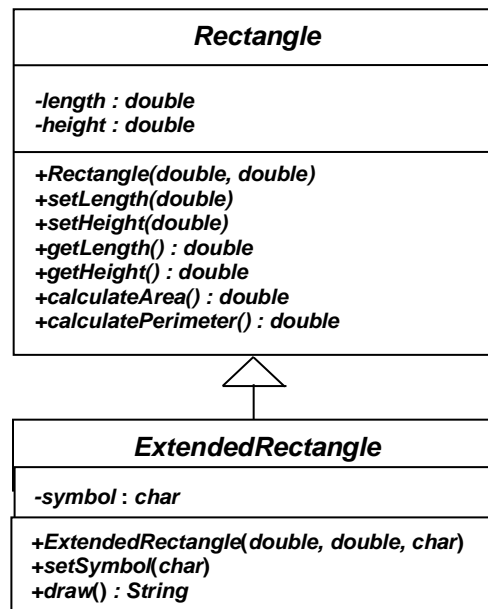 Rectangle
-length : double
-height : double
+Rectangle(double, double)
+setLength(double)
+setHeight(double)
+getLength() : double
+getHeight() : double
+calculateArea() : double
+calculatePerimeter() : double
ExtendedRectangle
-symbol : char
+ExtendedRectangle(double, double, char)
+setSymbol(char)
+draw() : String